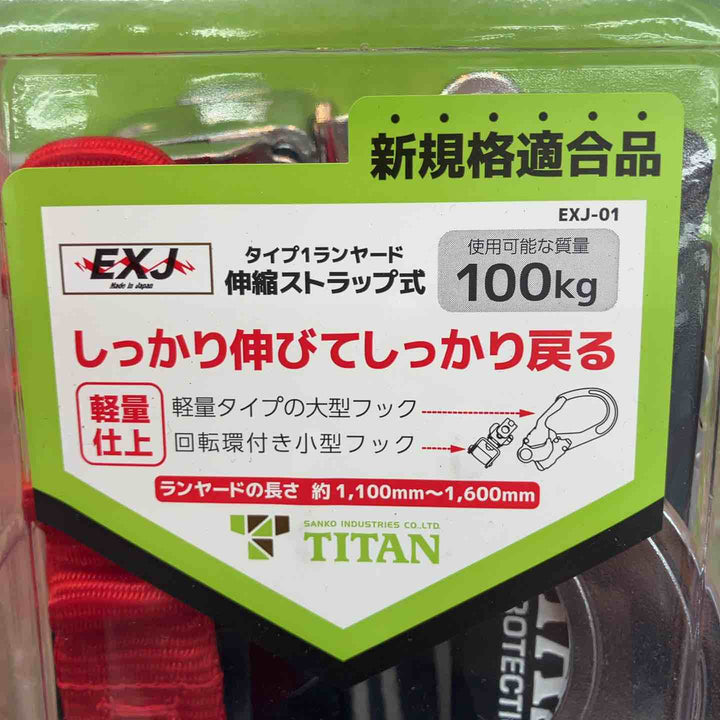 新規格適合品
EXJ-01
EXJ
Made in Japan
タイプ1ランヤード
伸縮ストラップ式
使用可能な質量
100kg
しっかり伸びてしっかり戻る
軽量
仕上
軽量タイプの大型フック
回転環付き小型フック
ランヤードの長さ 約1,100mm～1,600mm
SANKO INDUSTRIES CO.,LTD.
TITAN